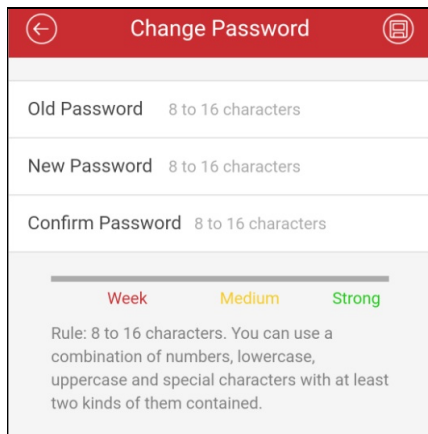 Change Password
Old Password 8 to 16 characters
New Password 8 to 16 characters
Confirm Password 8 to 16 characters
Week Medium Strong
Rule: 8 to 16 characters. You can use a
combination of numbers, lowercase,
uppercase and special characters with at least
two kinds of them contained.